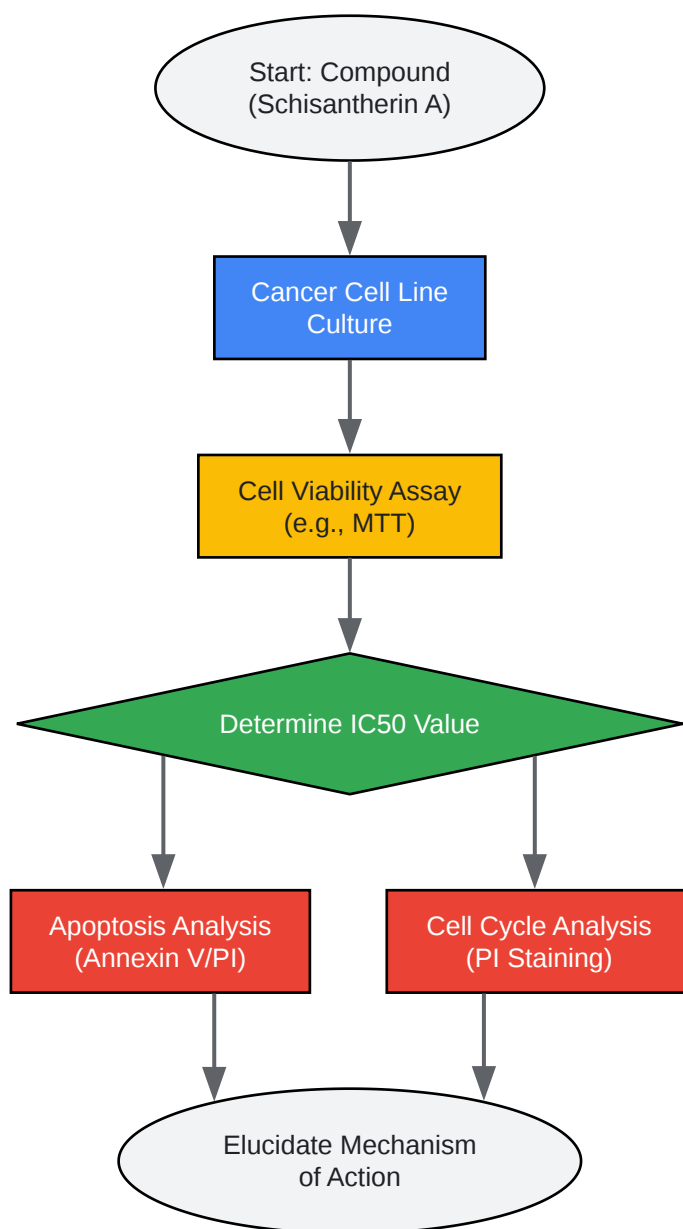 Start: Compound
(Schisantherin A)
Cancer Cell Line
Culture
Cell Viability Assay
(e.g., MTT)
Determine IC50 Value
Apoptosis Analysis
(Annexin V/PI)
Cell Cycle Analysis
(PI Staining)
Elucidate Mechanism
of Action